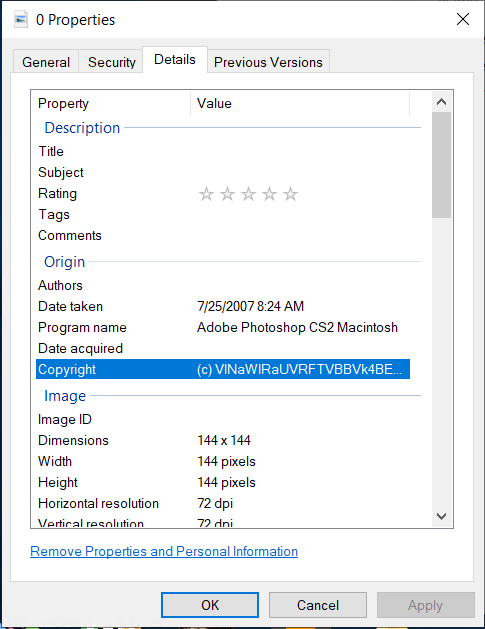 0 Properties
General Security Details Previous Versions
Property Value
Description
Title
Subject
Rating
Tags
Comments
Origin
Authors
Date taken 7/25/2007 8:24 AM
Program name Adobe Photoshop CS2 Macintosh
Date acquired
Copyright (c) VlNaWlRaUVRFTVBBVk4BE...
Image
Image ID
Dimensions 144 x 144
Width 144 pixels
Height 144 pixels
Horizontal resolution 72 dpi
Vertical resolution 72 dpi
Remove Properties and Personal Information
OK Cancel Apply